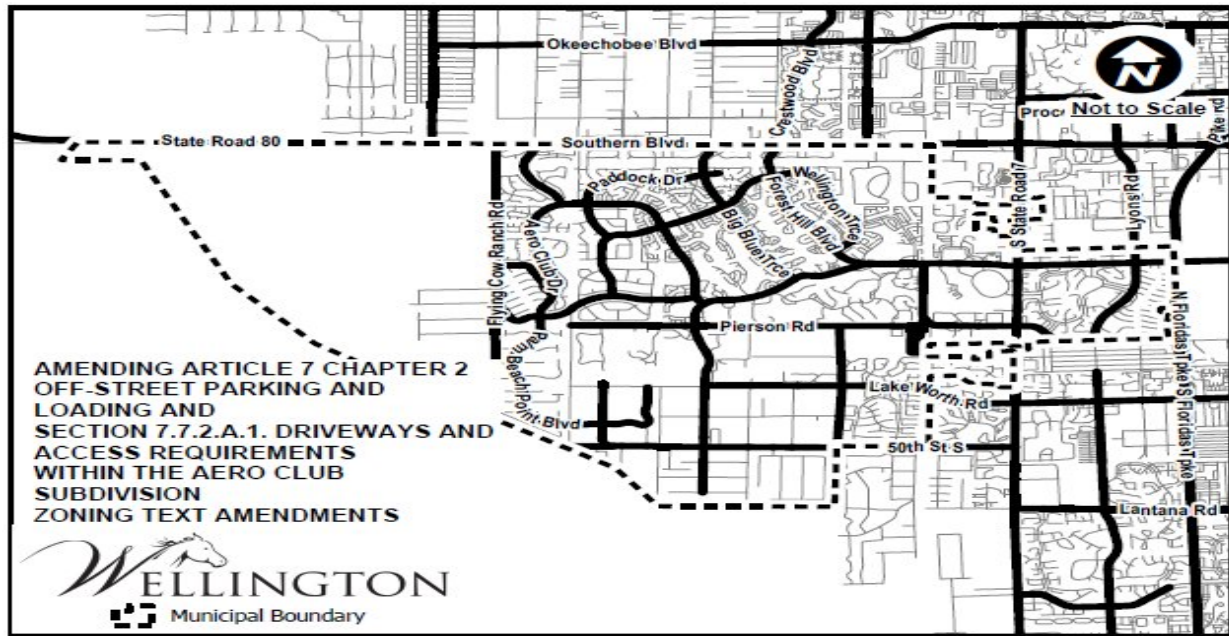 Okeechobee Blvd
Crestwood Blvd
N
Not to Scale
Pike Rd
State Road 80
Southern Blvd
S State Road 7
Lyons Rd
Paddock Dr
Wellington Trce
Forest Hill Blvd
Big Blue Trce
Flying Cow Ranch Rd
Aero Club Dr
Pierson Rd
N Floridas Tpke
S Floridas Tpke
Palm Beach Point Blvd
Lake Worth Rd
50th St S
Lantana Rd
AMENDING ARTICLE 7 CHAPTER 2
OFF-STREET PARKING AND
LOADING AND
SECTION 7.7.2.A.1. DRIVEWAYS AND
ACCESS REQUIREMENTS
WITHIN THE AERO CLUB
SUBDIVISION
ZONING TEXT AMENDMENTS
WELLINGTON
Municipal Boundary